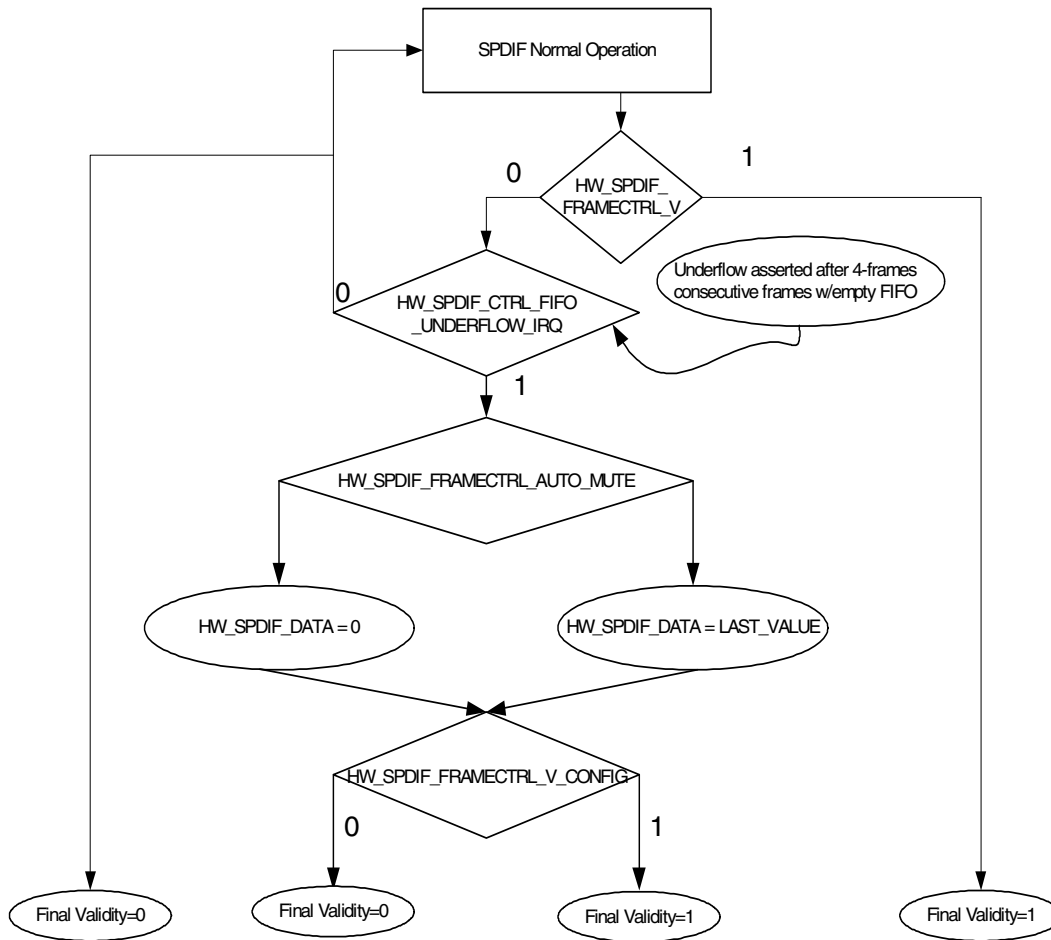 SPDIF Normal Operation
1
0
HW_SPDIF_
FRAMECTRL_V
Underflow asserted after 4-frames
consecutive frames w/empty FIFO
0
HW_SPDIF_CTRL_FIFO
_UNDERFLOW_IRQ
1
HW_SPDIF_FRAMECTRL_AUTO_MUTE
HW_SPDIF_DATA = 0
HW_SPDIF_DATA = LAST_VALUE
HW_SPDIF_FRAMECTRL_V_CONFIG
0
1
Final Validity=0
Final Validity=0
Final Validity=1
Final Validity=1